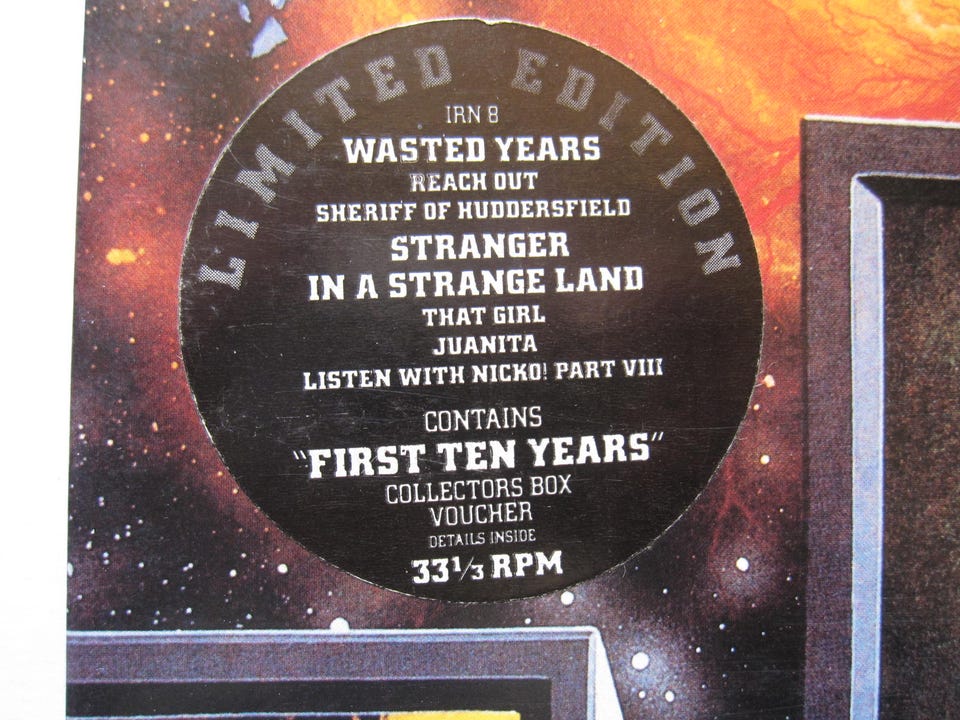 LIMITED EDITION
IRN 8
WASTED YEARS
REACH OUT
SHERIFF OF HUDDERSFIELD
STRANGER
IN A STRANGE LAND
THAT GIRL
JUANITA
LISTEN WITH NICKO! PART VIII
CONTAINS
"FIRST TEN YEARS"
COLLECTORS BOX
VOUCHER
DETAILS INSIDE
33⅓ RPM